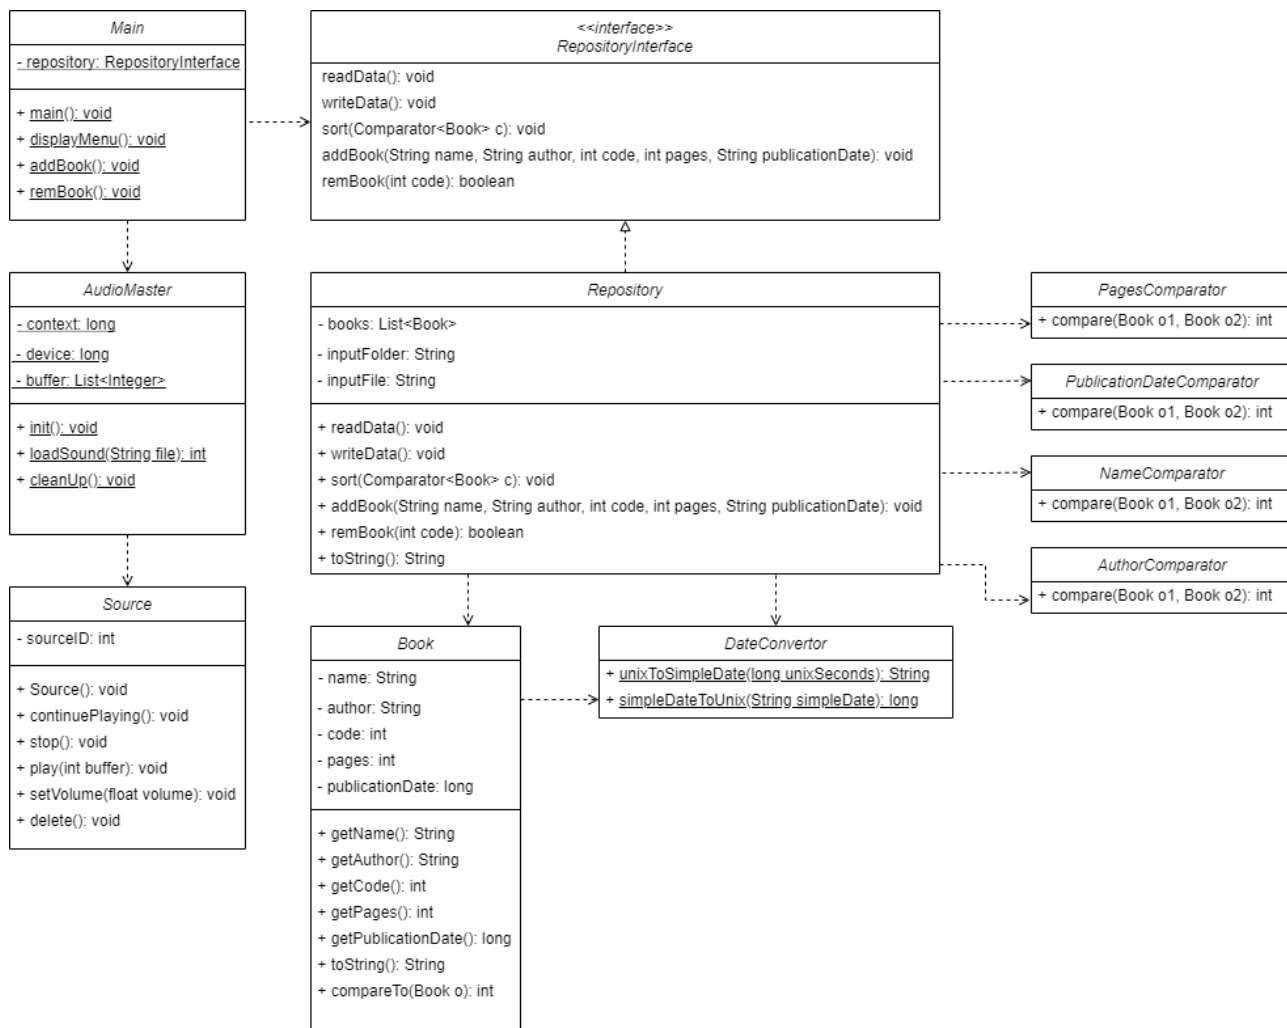 Main
- repository: RepositoryInterface
+ main(): void
+ displayMenu(): void
+ addBook(): void
+ remBook(): void
<<interface>>
RepositoryInterface
readData(): void
writeData(): void
sort(Comparator<Book> c): void
addBook(String name, String author, int code, int pages, String publicationDate): void
remBook(int code): boolean
AudioMaster
- context: long
- device: long
- buffer: List<Integer>
+ init(): void
+ loadSound(String file): int
+ cleanUp(): void
Repository
- books: List<Book>
- inputFolder: String
- inputFile: String
+ readData(): void
+ writeData(): void
+ sort(Comparator<Book> c): void
+ addBook(String name, String author, int code, int pages, String publicationDate): void
+ remBook(int code): boolean
+ toString(): String
PagesComparator
+ compare(Book o1, Book o2): int
PublicationDateComparator
+ compare(Book o1, Book o2): int
NameComparator
+ compare(Book o1, Book o2): int
AuthorComparator
+ compare(Book o1, Book o2): int
Source
- sourceID: int
+ Source(): void
+ continuePlaying(): void
+ stop(): void
+ play(int buffer): void
+ setVolume(float volume): void
+ delete(): void
Book
- name: String
- author: String
- code: int
- pages: int
- publicationDate: long
+ getName(): String
+ getAuthor(): String
+ getCode(): int
+ getPages(): int
+ getPublicationDate(): long
+ toString(): String
+ compareTo(Book o): int
DateConvertor
+ unixToSimpleDate(long unixSeconds): String
+ simpleDateToUnix(String simpleDate): long